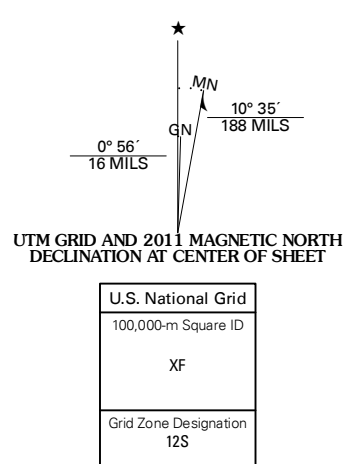 ★
MN
10° 35´
188 MILS
GN
0° 56´
16 MILS
UTM GRID AND 2011 MAGNETIC NORTH
DECLINATION AT CENTER OF SHEET
U.S. National Grid
100,000-m Square ID
XF
Grid Zone Designation
12S